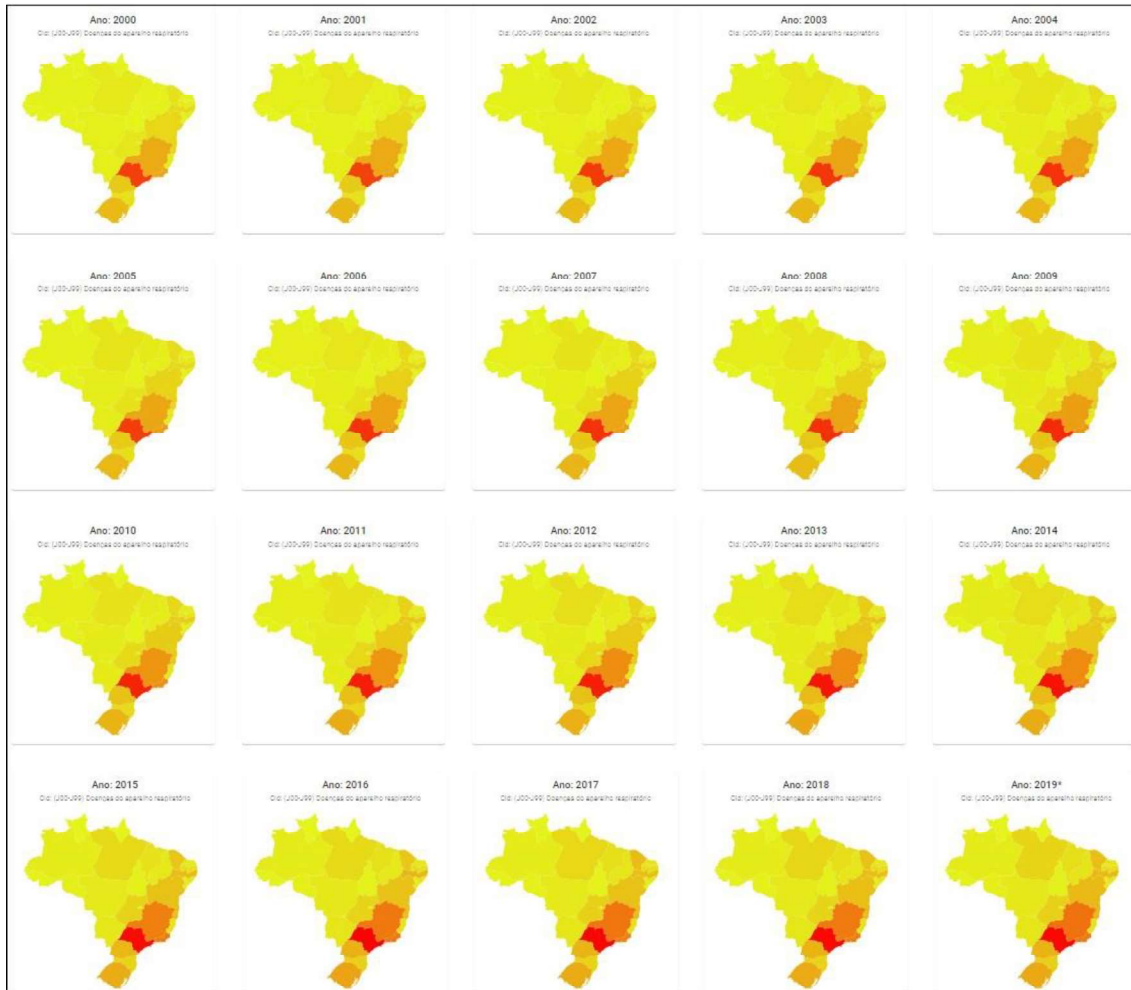 Ano: 2000
Cid: (J00-J99) Doenças do aparelho respiratório
Ano: 2001
Cid: (J00-J99) Doenças do aparelho respiratório
Ano: 2002
Cid: (J00-J99) Doenças do aparelho respiratório
Ano: 2003
Cid: (J00-J99) Doenças do aparelho respiratório
Ano: 2004
Cid: (J00-J99) Doenças do aparelho respiratório
Ano: 2005
Cid: (J00-J99) Doenças do aparelho respiratório
Ano: 2006
Cid: (J00-J99) Doenças do aparelho respiratório
Ano: 2007
Cid: (J00-J99) Doenças do aparelho respiratório
Ano: 2008
Cid: (J00-J99) Doenças do aparelho respiratório
Ano: 2009
Cid: (J00-J99) Doenças do aparelho respiratório
Ano: 2010
Cid: (J00-J99) Doenças do aparelho respiratório
Ano: 2011
Cid: (J00-J99) Doenças do aparelho respiratório
Ano: 2012
Cid: (J00-J99) Doenças do aparelho respiratório
Ano: 2013
Cid: (J00-J99) Doenças do aparelho respiratório
Ano: 2014
Cid: (J00-J99) Doenças do aparelho respiratório
Ano: 2015
Cid: (J00-J99) Doenças do aparelho respiratório
Ano: 2016
Cid: (J00-J99) Doenças do aparelho respiratório
Ano: 2017
Cid: (J00-J99) Doenças do aparelho respiratório
Ano: 2018
Cid: (J00-J99) Doenças do aparelho respiratório
Ano: 2019*
Cid: (J00-J99) Doenças do aparelho respiratório